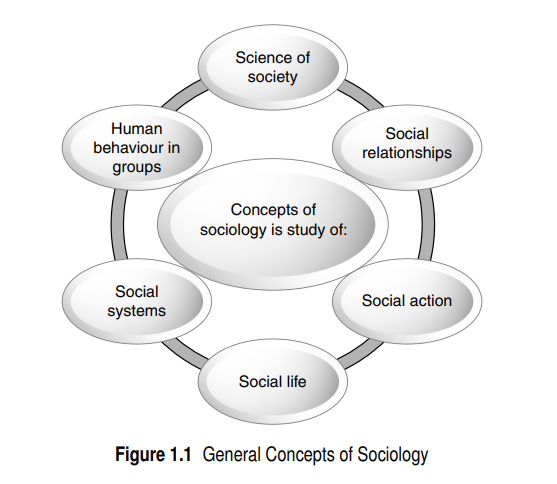 Science of
society
Human
behaviour in
groups
Social
relationships
Concepts of
sociology is study of:
Social
systems
Social action
Social life
Figure 1.1 General Concepts of Sociology